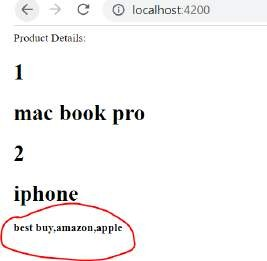 localhost:4200
Product Details:
1
mac book pro
2
iphone
best buy,amazon,apple